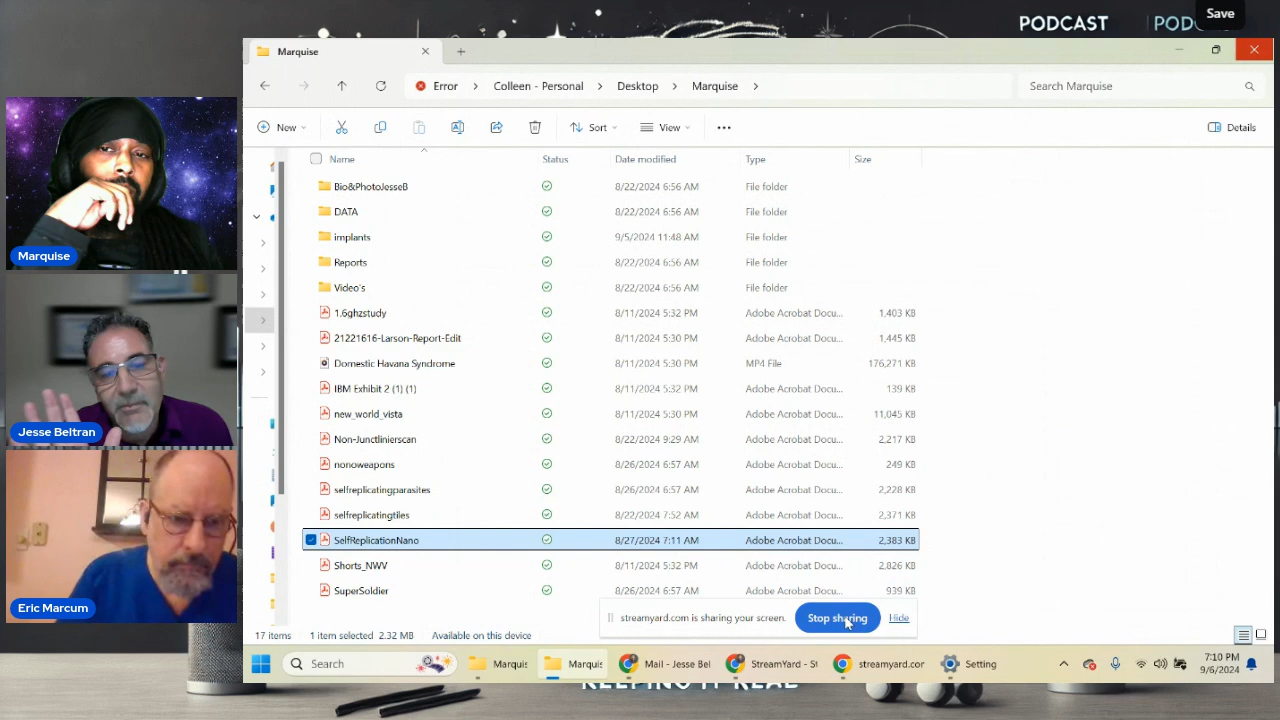 PODCAST
Save
Marquise
Error > Colleen - Personal > Desktop > Marquise >
Search Marquise
New
Sort
View
Details
Name Status Date modified Type Size
Bio&PhotoJesseB 8/22/2024 6:56 AM File folder
DATA 8/22/2024 6:56 AM File folder
implants 9/5/2024 11:48 AM File folder
Reports 8/22/2024 6:56 AM File folder
Video's 8/22/2024 6:56 AM File folder
1.6ghzstudy 8/11/2024 5:32 PM Adobe Acrobat Docu... 1,403 KB
21221616-Larson-Report-Edit 8/11/2024 5:30 PM Adobe Acrobat Docu... 1,445 KB
Domestic Havana Syndrome 8/11/2024 5:30 PM MP4 File 176,271 KB
IBM Exhibit 2 (1) (1) 8/11/2024 5:32 PM Adobe Acrobat Docu... 139 KB
new_world_vista 8/11/2024 5:30 PM Adobe Acrobat Docu... 11,045 KB
Non-Junctlinierscan 8/22/2024 9:29 AM Adobe Acrobat Docu... 2,217 KB
nonoweapons 8/26/2024 6:57 AM Adobe Acrobat Docu... 249 KB
selfreplicatingparasites 8/26/2024 6:57 AM Adobe Acrobat Docu... 2,228 KB
selfreplicatingtiles 8/22/2024 7:52 AM Adobe Acrobat Docu... 2,371 KB
SelfReplicationNano 8/27/2024 7:11 AM Adobe Acrobat Docu... 2,383 KB
Shorts_NWV 8/11/2024 5:32 PM Adobe Acrobat Docu... 2,826 KB
SuperSoldier 8/26/2024 6:57 AM Adobe Acrobat Docu... 939 KB
streamyard.com is sharing your screen. Stop sharing Hide
17 items 1 item selected 2.32 MB Available on this device
Search Marquis Marquis Mail - Jesse Bel StreamYard - St streamyard.cor Setting
7:10 PM
9/6/2024
Marquise
Jesse Beltran
Eric Marcum
KEEPING IT REAL